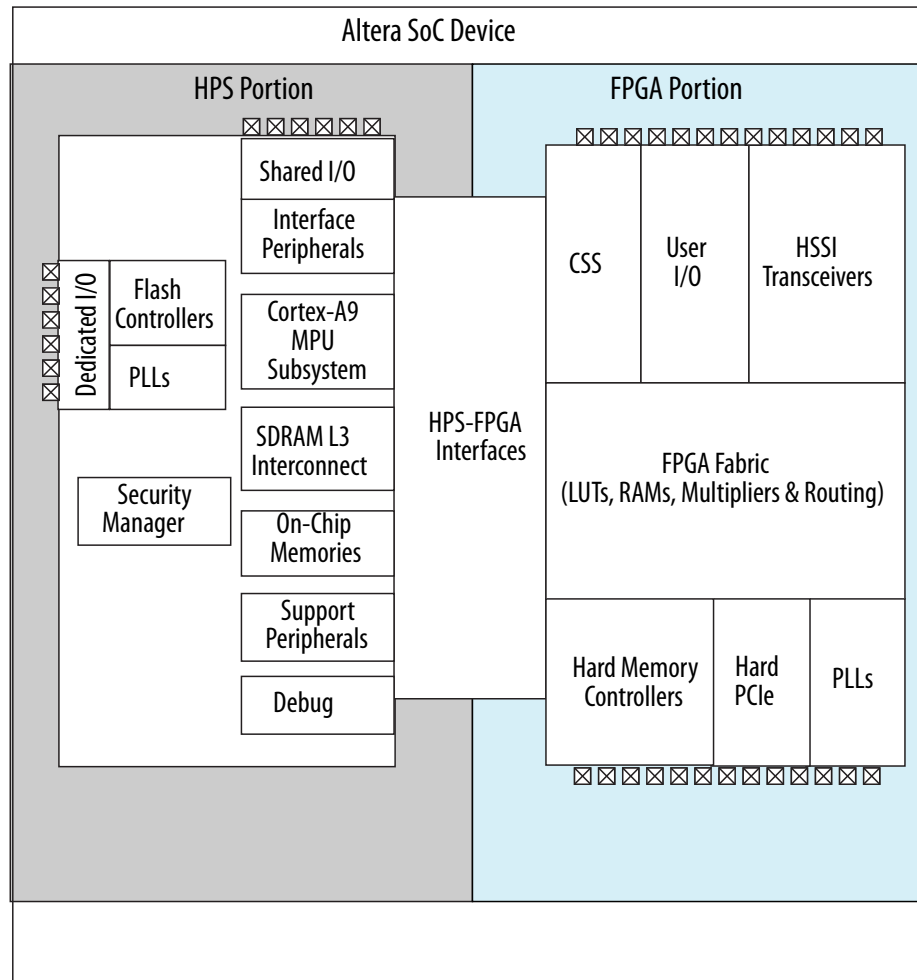 Altera SoC Device
HPS Portion
FPGA Portion
Shared I/O
Interface
Peripherals
Dedicated I/O
Flash
Controllers
PLLs
Cortex-A9
MPU
Subsystem
SDRAM L3
Interconnect
Security
Manager
On-Chip
Memories
Support
Peripherals
Debug
HPS-FPGA
Interfaces
CSS
User
I/O
HSSI
Transceivers
FPGA Fabric
(LUTs, RAMs, Multipliers & Routing)
Hard Memory
Controllers
Hard
PCIe
PLLs